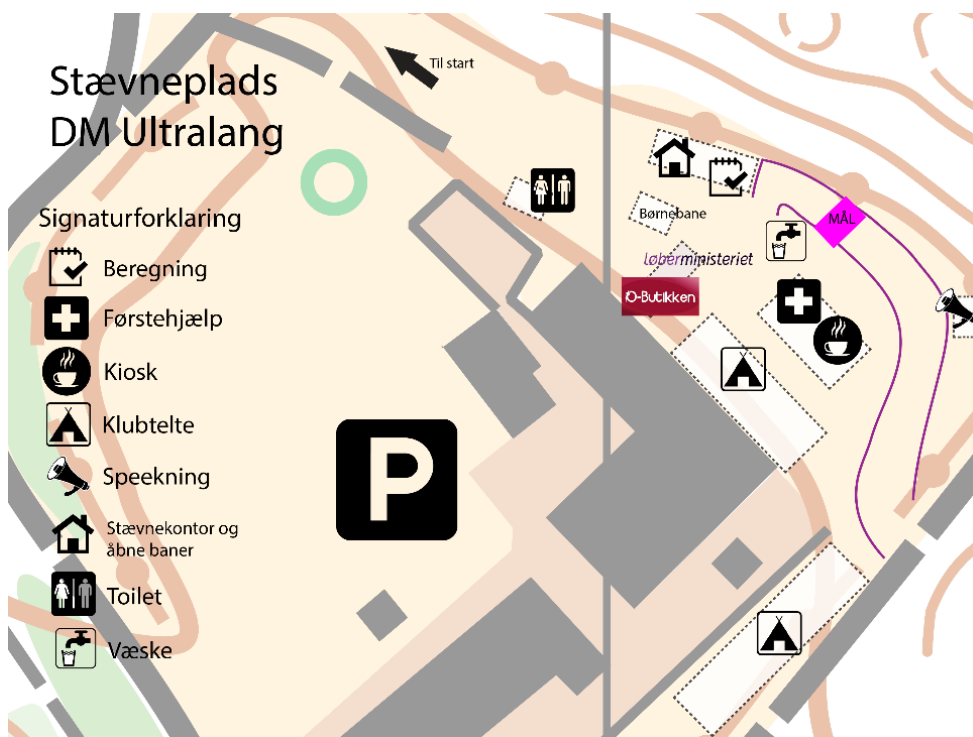 Stævneplads
DM Ultralang
Til start
Signaturforklaring
Beregning
Førstehjælp
Kiosk
Klubtelte
Speekning
Stævnekontor og
åbne baner
Toilet
Væske
P
Børnebane
MÅL
løberministeriet
iO-Butikken